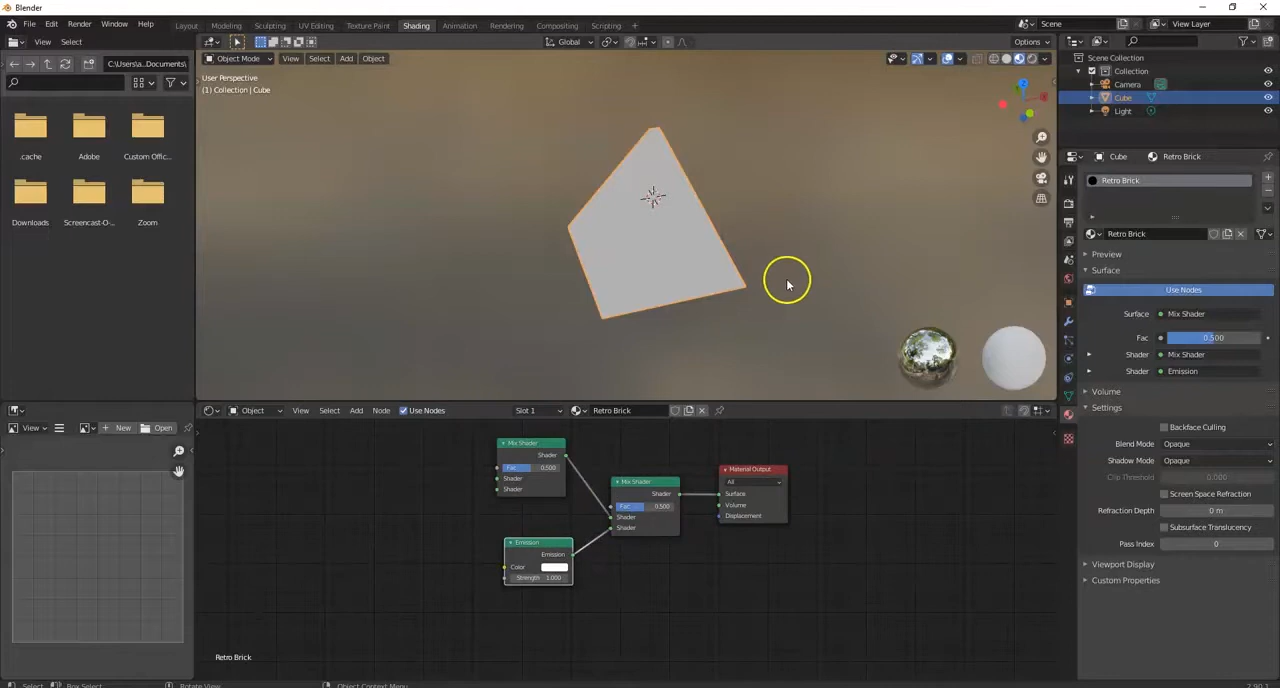 Blender
File Edit Render Window Help
Layout Modeling Sculpting UV Editing Texture Paint Shading Animation Rendering Compositing Scripting +
Scene
View Layer
View Select
Global
Options
C:\Users\a..Documents\
Object Mode View Select Add Object
User Perspective
(1) Collection | Cube
.cache
Adobe
Custom Offic...
Downloads
Screencast-O-...
Zoom
Scene Collection
Collection
Camera
Cube
Light
Cube
Retro Brick
Retro Brick
Retro Brick
Preview
Surface
Use Nodes
Surface Mix Shader
Fac 0.500
Shader Mix Shader
Shader Emission
Volume
Settings
Backface Culling
Blend Mode Opaque
Shadow Mode Opaque
Clip Threshold 0.000
Screen Space Refraction
Refraction Depth 0 m
Subsurface Translucency
Pass Index 0
Viewport Display
Custom Properties
View
New
Open
Object View Select Add Node Use Nodes Slot 1 Retro Brick
Mix Shader
Shader
Fac 0.500
Shader
Shader
Emission
Emission
Color
Strength 1.000
Mix Shader
Shader
Fac 0.500
Shader
Shader
Material Output
All
Surface
Volume
Displacement
Retro Brick
Select
Box Select
Rotate View
Object Context Menu
2.90.1